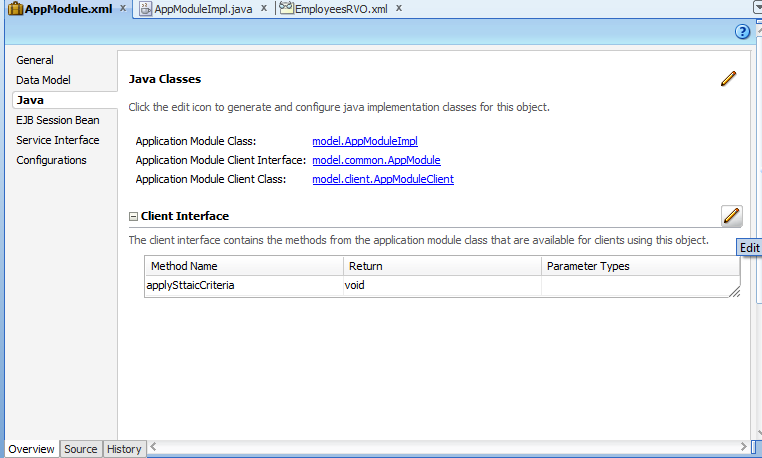 AppModule.xml x AppModuleImpl.java x EmployeesRVO.xml x
?
General
Data Model
Java
EJB Session Bean
Service Interface
Configurations
Java Classes
Click the edit icon to generate and configure java implementation classes for this object.
Application Module Class: model.AppModuleImpl
Application Module Client Interface: model.common.AppModule
Application Module Client Class: model.client.AppModuleClient
Client Interface
Edit
The client interface contains the methods from the application module class that are available for clients using this object.
Method Name Return Parameter Types
applySttaicCriteria void
Overview Source History